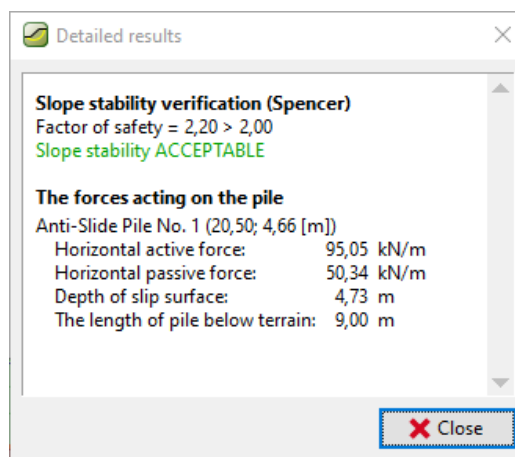 Detailed results
Slope stability verification (Spencer)
Factor of safety = 2,20 > 2,00
Slope stability ACCEPTABLE
The forces acting on the pile
Anti-Slide Pile No. 1 (20,50; 4,66 [m])
Horizontal active force: 95,05 kN/m
Horizontal passive force: 50,34 kN/m
Depth of slip surface: 4,73 m
The length of pile below terrain: 9,00 m
Close